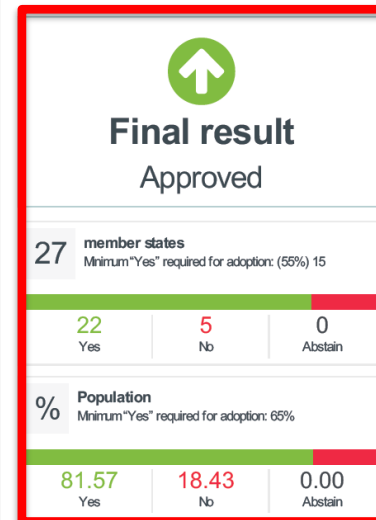 Final result
Approved
27 member states
Minimum "Yes" required for adoption: (55%) 15
22 5 0
Yes No Abstain
% Population
Minimum "Yes" required for adoption: 65%
81.57 18.43 0.00
Yes No Abstain